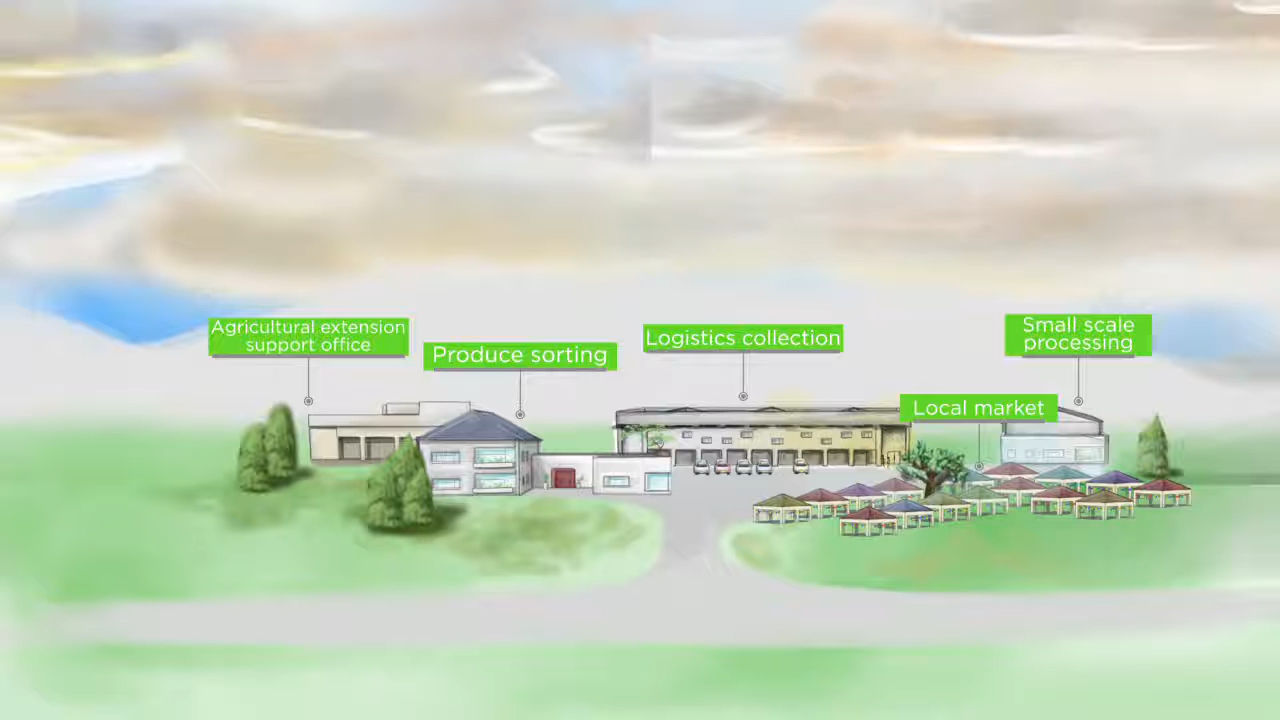 Agricultural extension
support office
Produce sorting
Logistics collection
Local market
Small scale
processing